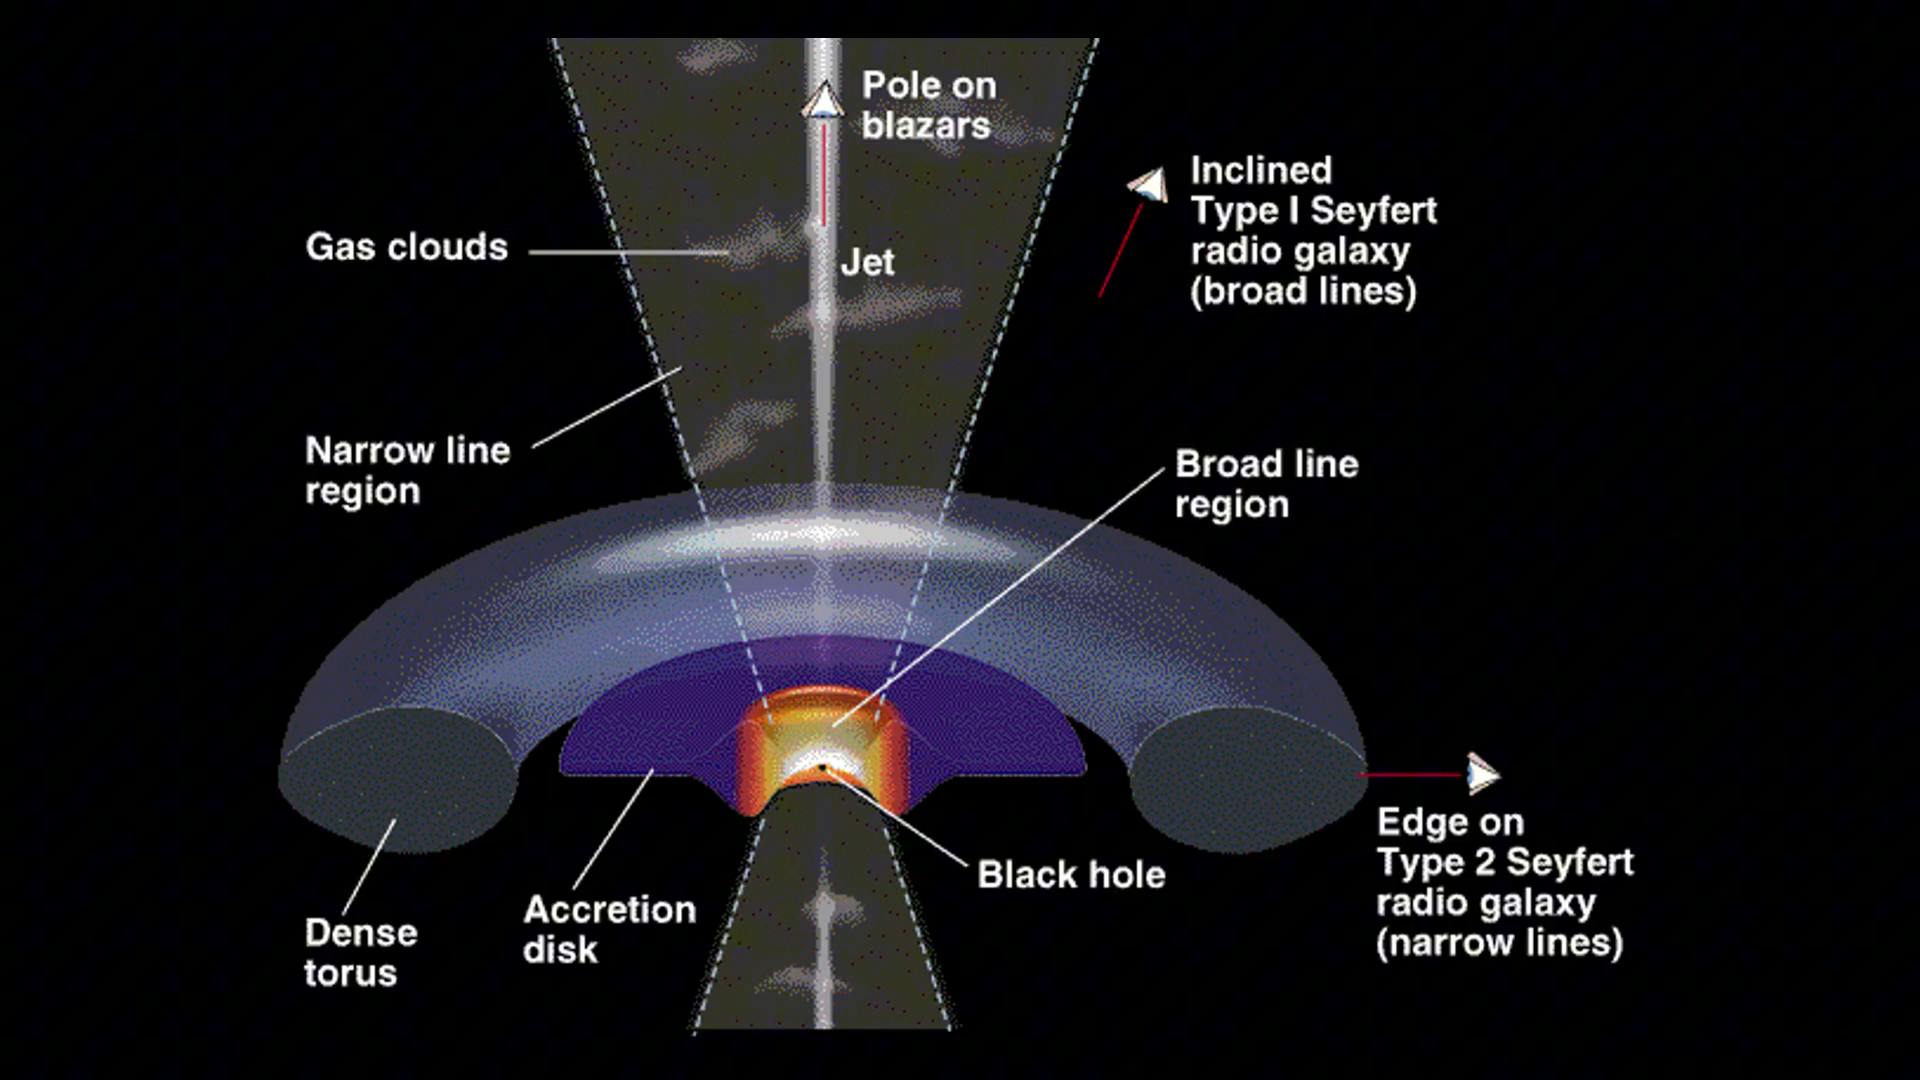 Pole on
blazars
Inclined
Type I Seyfert
radio galaxy
(broad lines)
Gas clouds
Jet
Narrow line
region
Broad line
region
Black hole
Edge on
Type 2 Seyfert
radio galaxy
(narrow lines)
Accretion
disk
Dense
torus